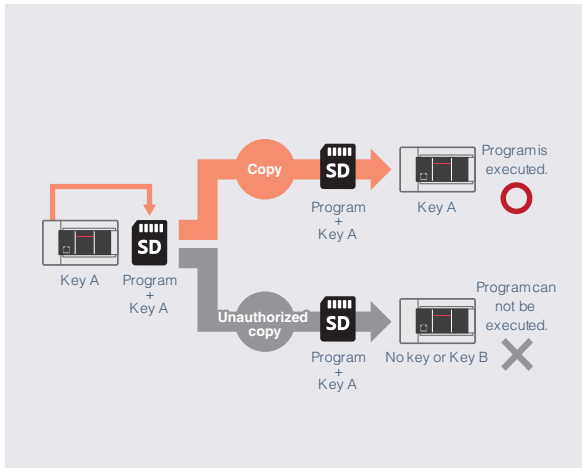 SD
Key A
Program
+
Key A
Copy
SD
Program
+
Key A
Key A
Program is
executed.
Unauthorized
copy
SD
Program
+
Key A
No key or Key B
Program can
not be
executed.